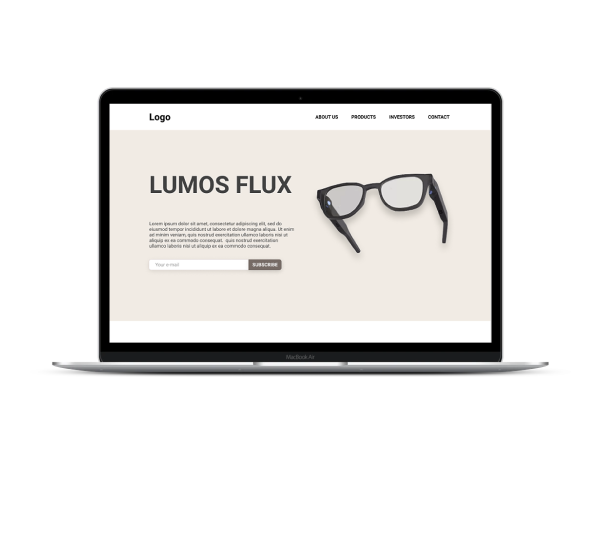 Logo
ABOUT US PRODUCTS INVESTORS CONTACT
LUMOS FLUX
Lorem ipsum dolor sit amet, consectetur adipiscing elit, sed do
eiusmod tempor incididunt ut labore et dolore magna aliqua. Ut enim
ad minim veniam, quis nostrud exercitation ullamco laboris nisi ut
aliquip ex ea commodo consequat. quis nostrud exercitation
ullamco laboris nisi ut aliquip ex ea commodo consequat.
Your e-mail SUBSCRIBE
MacBook Air